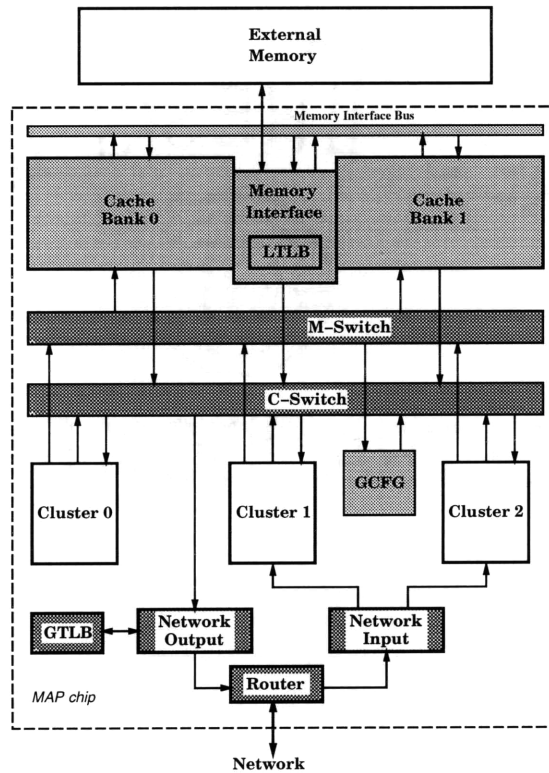 External
Memory
Memory Interface Bus
Cache
Bank 0
Memory
Interface
LTLB
Cache
Bank 1
M-Switch
C-Switch
Cluster 0
Cluster 1
GCFG
Cluster 2
GTLB
Network
Output
Network
Input
Router
MAP chip
Network